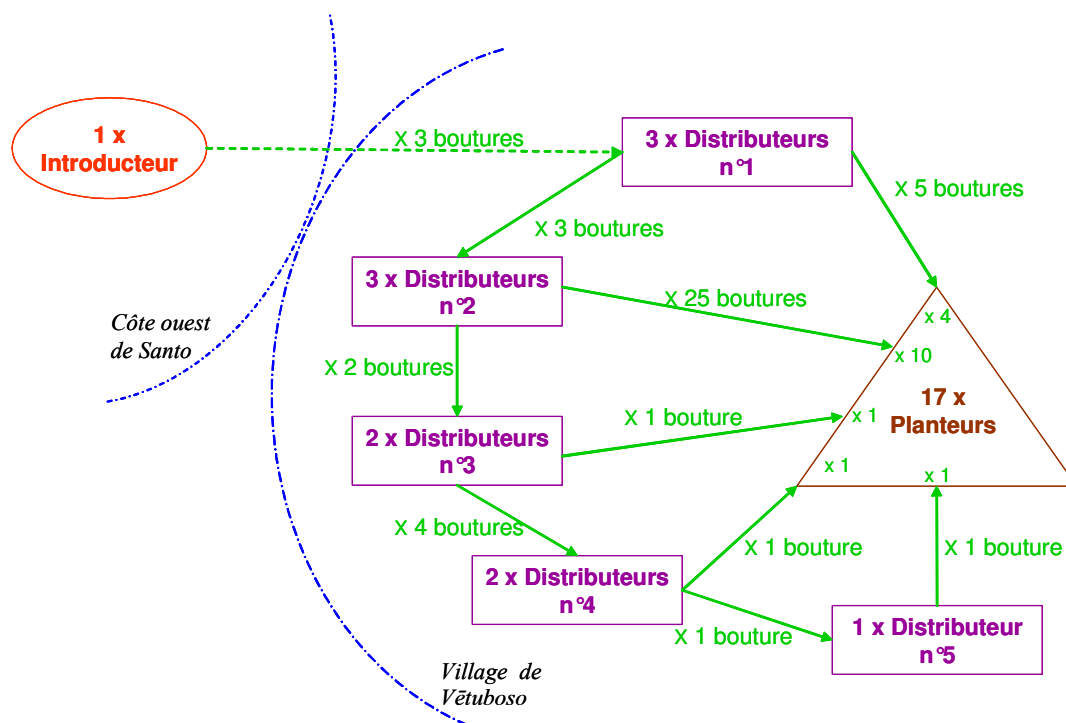 1 x
Introducteur
X 3 boutures
3 x Distributeurs
n°1
X 5 boutures
X 3 boutures
3 x Distributeurs
n°2
X 25 boutures
x 4
x 10
Côte ouest
de Santo
X 2 boutures
17 x
Planteurs
X 1 bouture
x 1
2 x Distributeurs
n°3
x 1
x 1
X 4 boutures
X 1 bouture
X 1 bouture
2 x Distributeurs
n°4
X 1 bouture
1 x Distributeur
n°5
Village de
Vētuboso